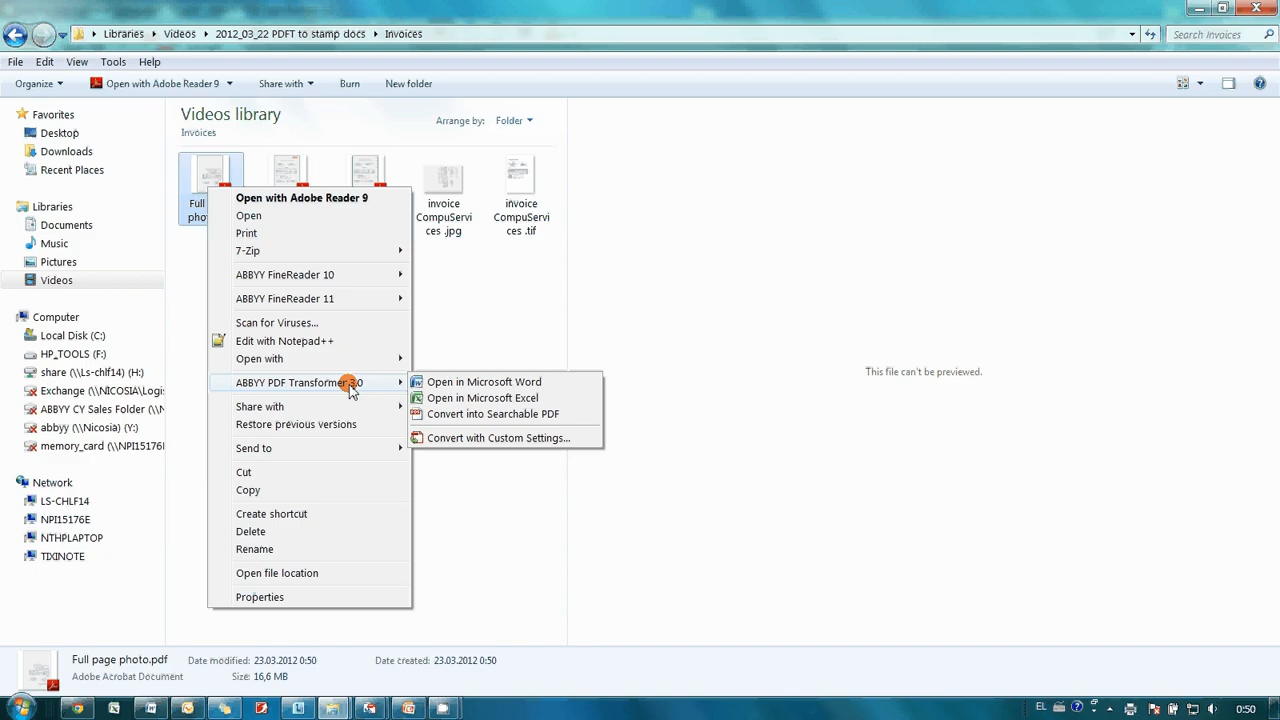 Libraries ▸ Videos ▸ 2012_03_22 PDFT to stamp docs ▸ Invoices
Search Invoices
File Edit View Tools Help
Organize Open with Adobe Reader 9 Share with Burn New folder
Favorites
Desktop
Downloads
Recent Places
Libraries
Documents
Music
Pictures
Videos
Computer
Local Disk (C:)
HP_TOOLS (F:)
share (\\Ls-chlf14) (H:)
Exchange (\\NICOSIA\Logis
ABBYY CY Sales Folder (\\
abbyy (\\Nicosia) (Y:)
memory_card (\\NPI15176E
Network
LS-CHLF14
NPI15176E
NTHPLAPTOP
TIXINOTE
Videos library
Invoices
Arrange by: Folder
Full
phot
invoice
CompuServi
ces .jpg
invoice
CompuServi
ces .tif
Open with Adobe Reader 9
Open
Print
7-Zip
ABBYY FineReader 10
ABBYY FineReader 11
Scan for Viruses...
Edit with Notepad++
Open with
ABBYY PDF Transformer 3.0
Share with
Restore previous versions
Send to
Cut
Copy
Create shortcut
Delete
Rename
Open file location
Properties
Open in Microsoft Word
Open in Microsoft Excel
Convert into Searchable PDF
Convert with Custom Settings...
This file can't be previewed.
Full page photo.pdf Date modified: 23.03.2012 0:50 Date created: 23.03.2012 0:50
Adobe Acrobat Document Size: 16,6 MB
EL 0:50